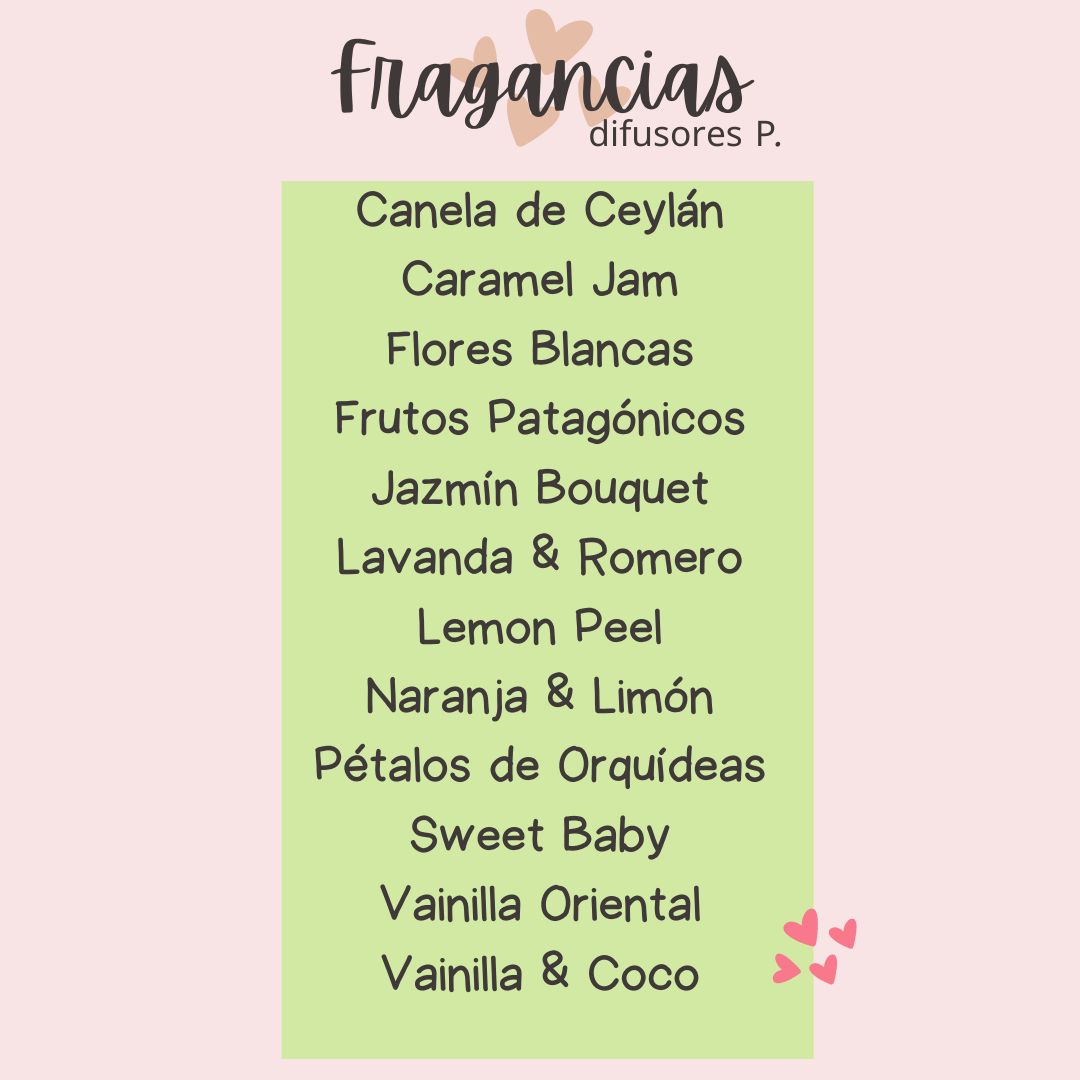 Fragancias
difusores P.
Canela de Ceylán
Caramel Jam
Flores Blancas
Frutos Patagónicos
Jazmín Bouquet
Lavanda & Romero
Lemon Peel
Naranja & Limón
Pétalos de Orquídeas
Sweet Baby
Vainilla Oriental
Vainilla & Coco